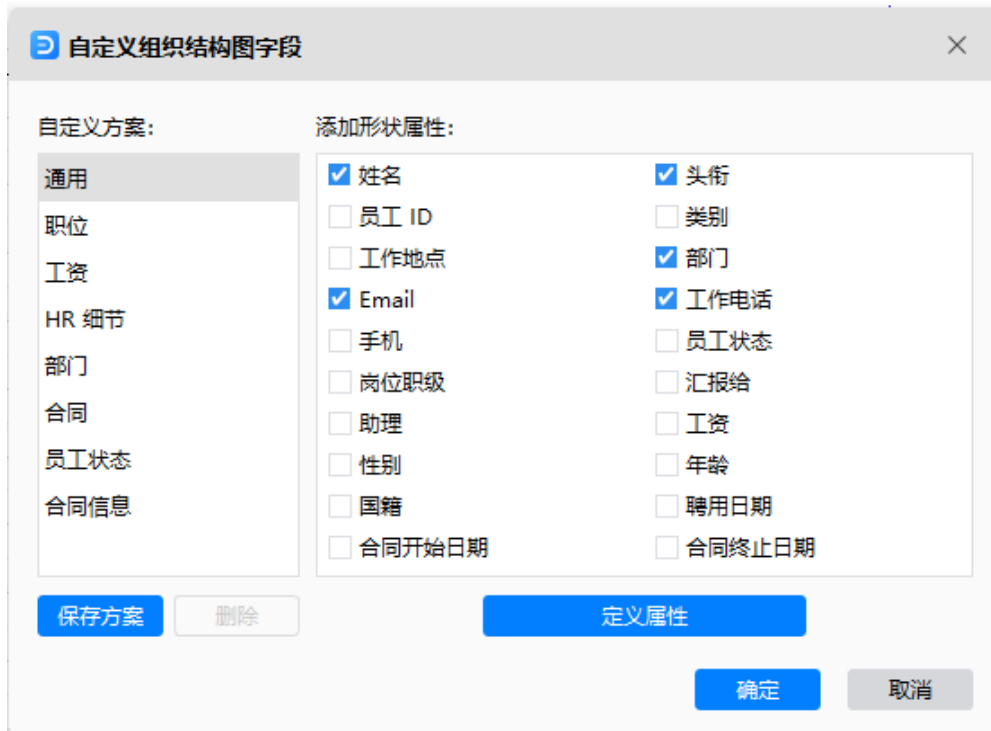 自定义组织结构图字段
自定义方案:
添加形状属性:
通用
职位
工资
HR 细节
部门
合同
员工状态
合同信息
姓名 头衔
员工 ID 类别
工作地点 部门
Email 工作电话
手机 员工状态
岗位职级 汇报给
助理 工资
性别 年龄
国籍 聘用日期
合同开始日期 合同终止日期
保存方案 删除 定义属性
确定 取消